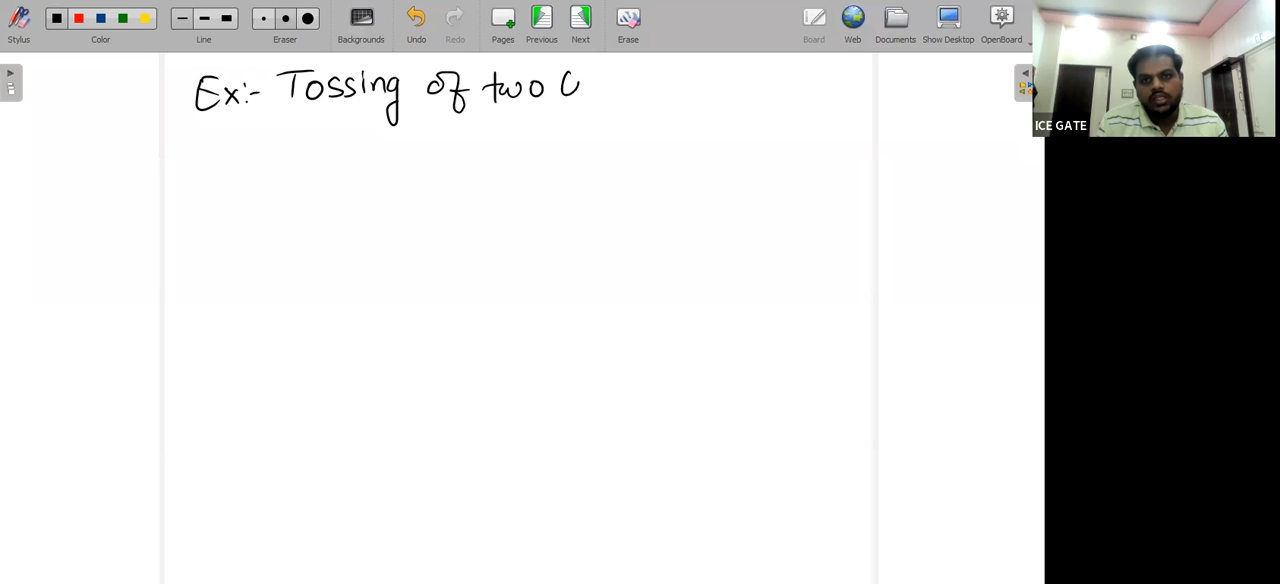 Stylus Color Line Eraser Backgrounds Undo Redo Pages Previous Next Erase Board Web Documents Show Desktop OpenBoard
Ex:- Tossing of two C
ICE GATE